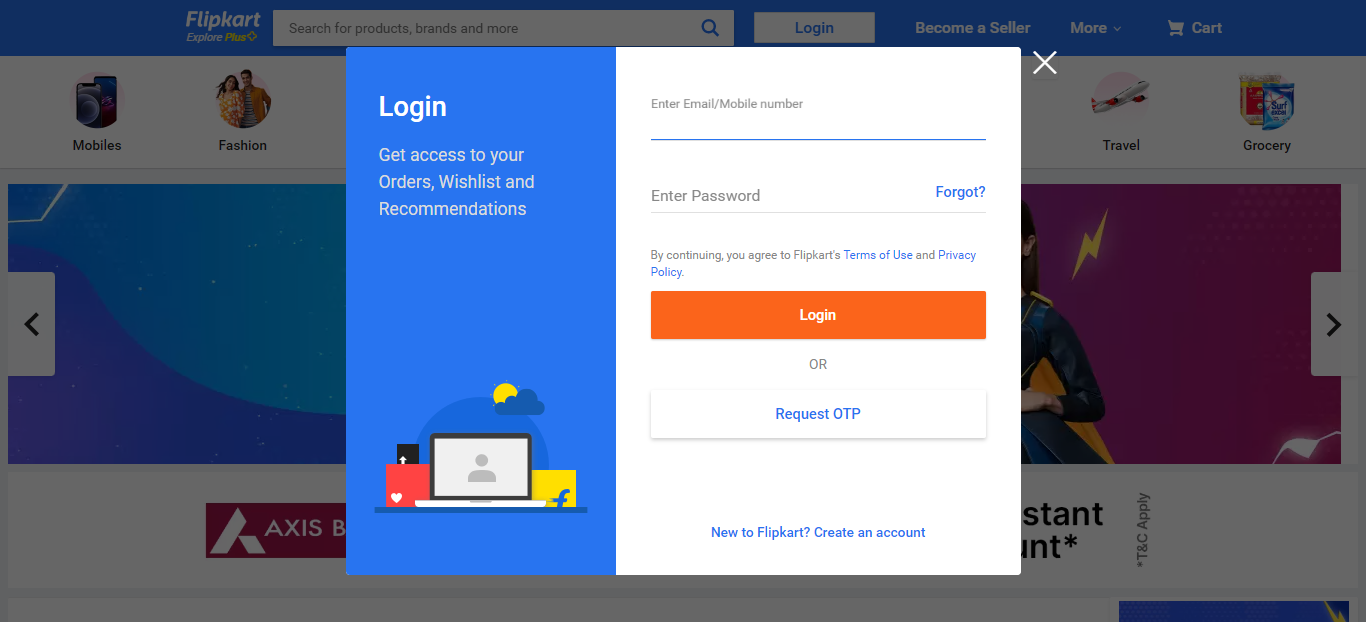 Flipkart
Explore Plus
Search for products, brands and more
Login
Become a Seller
More
Cart
Mobiles
Fashion
Travel
Surf excel
Grocery
Login
Get access to your
Orders, Wishlist and
Recommendations
Enter Email/Mobile number
Enter Password
Forgot?
By continuing, you agree to Flipkart's Terms of Use and Privacy
Policy.
Login
OR
Request OTP
New to Flipkart? Create an account
AXIS B
stant
unt*
*T&C Apply